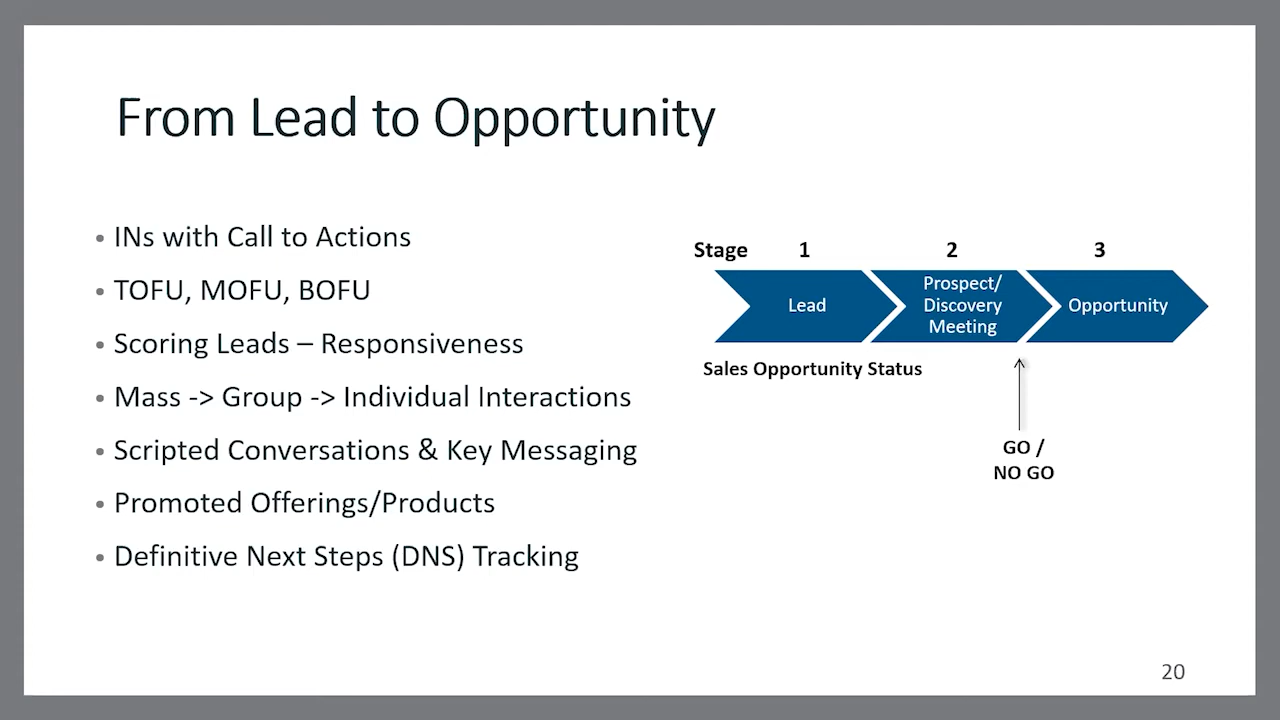 From Lead to Opportunity
• INs with Call to Actions
• TOFU, MOFU, BOFU
• Scoring Leads – Responsiveness
• Mass -> Group -> Individual Interactions
• Scripted Conversations & Key Messaging
• Promoted Offerings/Products
• Definitive Next Steps (DNS) Tracking
Stage 1 2 3
Lead
Prospect/
Discovery
Meeting
Opportunity
Sales Opportunity Status
GO /
NO GO
20